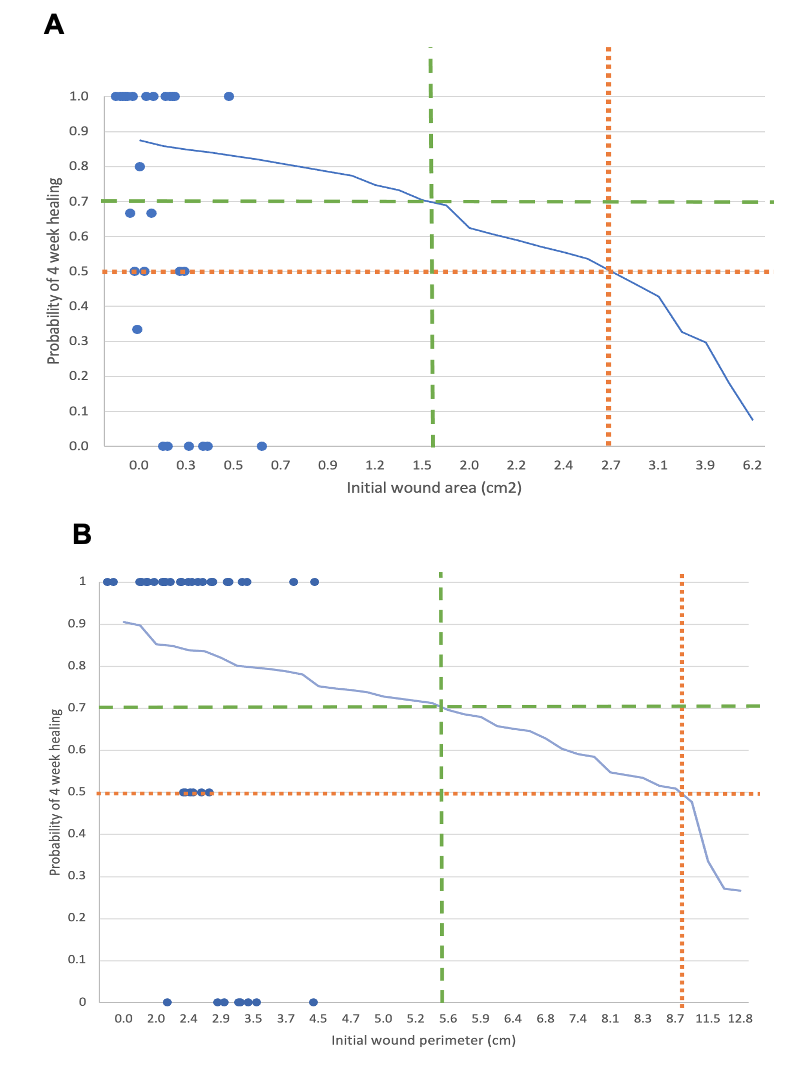 A
Probability of 4 week healing
1.0
0.9
0.8
0.7
0.6
0.5
0.4
0.3
0.2
0.1
0.0
0.0 0.3 0.5 0.7 0.9 1.2 1.5 2.0 2.2 2.4 2.7 3.1 3.9 6.2
Initial wound area (cm2)
B
Probability of 4 week healing
1
0.9
0.8
0.7
0.6
0.5
0.4
0.3
0.2
0.1
0
0.0 2.0 2.4 2.9 3.5 3.7 4.5 4.7 5.0 5.2 5.6 5.9 6.4 6.8 7.4 8.1 8.3 8.7 11.5 12.8
Initial wound perimeter (cm)